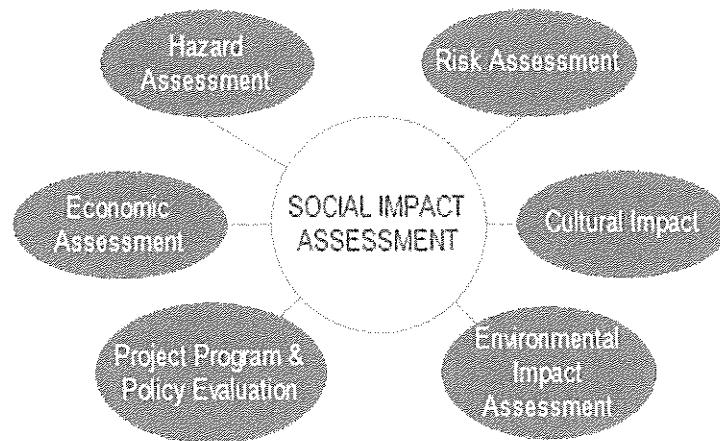 Hazard
Assessment
Risk Assessment
SOCIAL IMPACT
ASSESSMENT
Economic
Assessment
Cultural Impact
Project Program &
Policy Evaluation
Environmental
Impact
Assessment